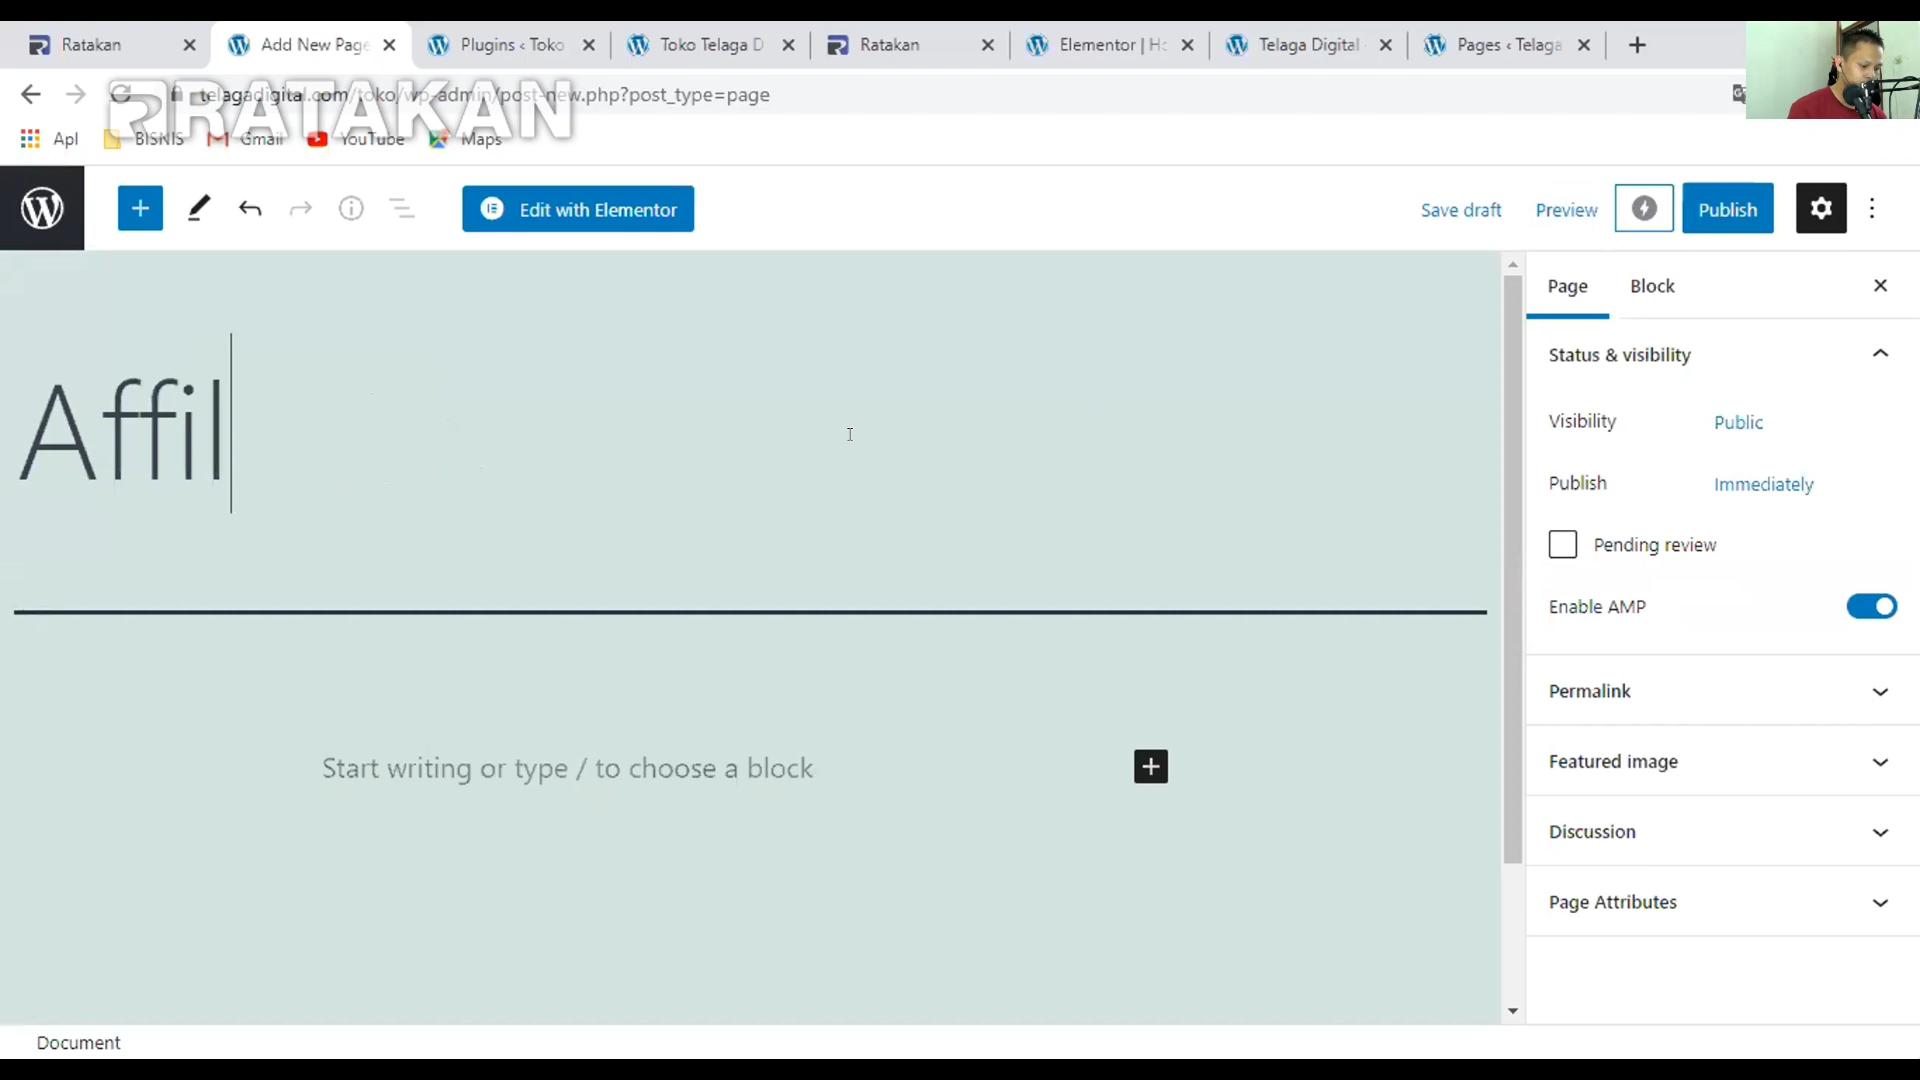 Ratakan
Add New Page
Plugins ‹ Toko
Toko Telaga D
Ratakan
Elementor | Ho
Telaga Digital
Pages ‹ Telaga
telagadigital.com/toko/wp-admin/post-new.php?post_type=page
RATAKAN
Apl
BISNIS
Gmail
YouTube
Maps
Edit with Elementor
Save draft
Preview
Publish
Page
Block
Affil
Status & visibility
Visibility
Public
Publish
Immediately
Pending review
Enable AMP
Permalink
Start writing or type / to choose a block
Featured image
Discussion
Page Attributes
Document